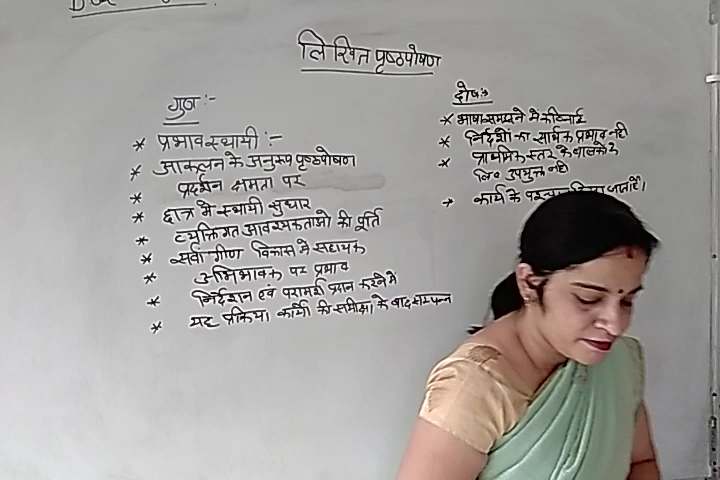 लिखित पृष्ठपोषण
गुण :-
* प्रभाव स्थायी :-
* आकलन के अनुरूप पृष्ठपोषण
* प्रदर्शन क्षमता पर
* छात्र में स्थायी सुधार
* व्यक्तिगत आवश्यकताओ की पूर्ति
* सर्वांगीण विकास में सहायक
* अभिभावक पर प्रभाव
* निर्देशन एवं परामर्श प्रदान करने में
* यह प्रक्रिया कार्यो की समीक्षा के बाद सम्पन्न
दोष :-
* भाषा समझने में कठिनाई
* निर्देशों का सार्थक प्रभाव नही
* प्राथमिक स्तर के बालको के
लिए उपयुक्त नही
* कार्य के पश्चात किया जाता है।